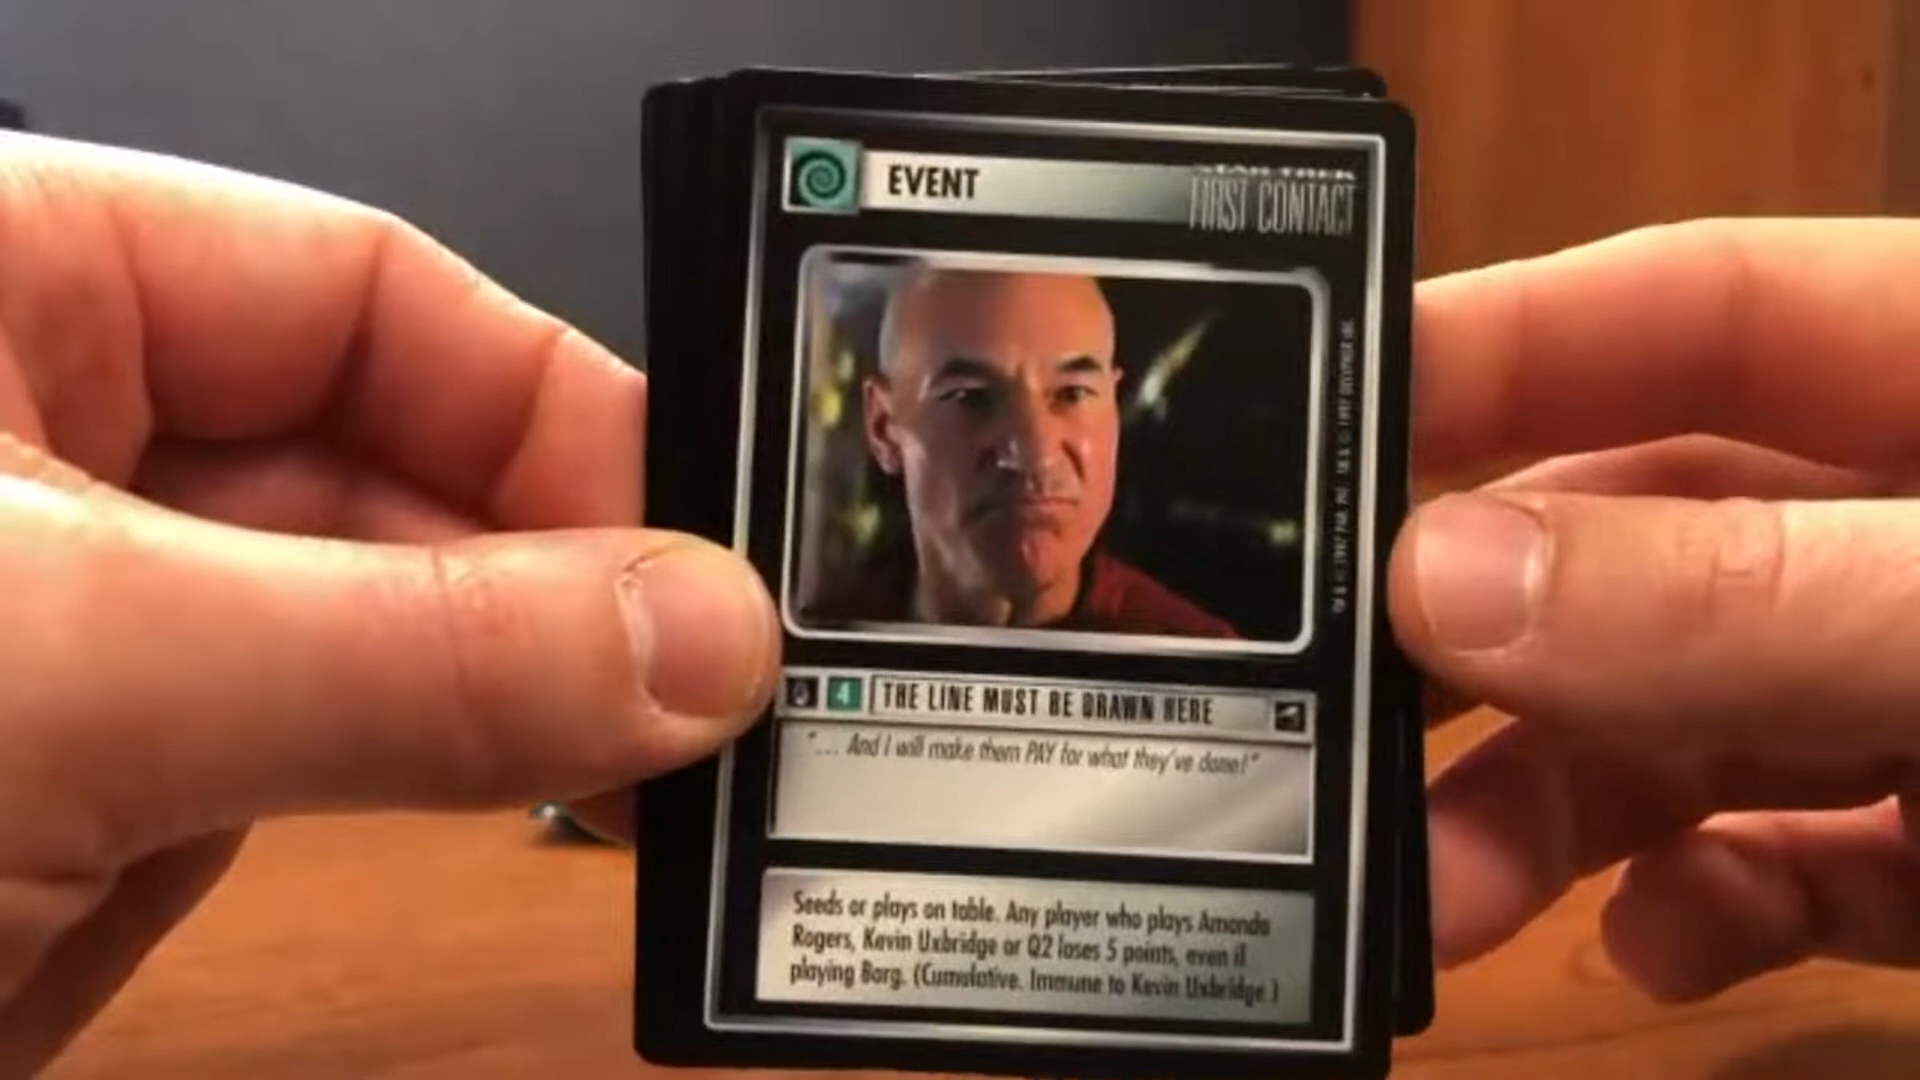 EVENT
STAR TREK
FIRST CONTACT
4 THE LINE MUST BE DRAWN HERE
"... And I will make them PAY for what they've done!"
Seeds or plays on table. Any player who plays Amanda
Rogers, Kevin Uxbridge or Q2 loses 5 points, even if
playing Borg. (Cumulative. Immune to Kevin Uxbridge.)